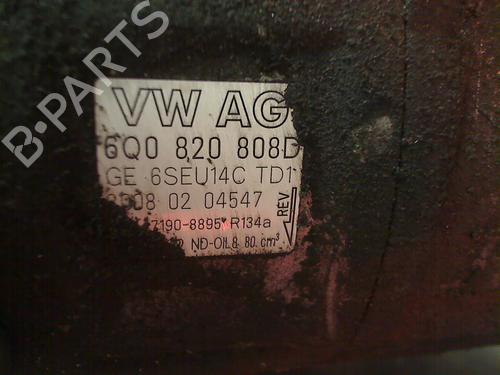 B-PARTS
VW AG
6Q0 820 808D
GE 6SEU14C TD1
08 02 04547
7190-8895 R134a
ND-OIL8 80 cm³
REV